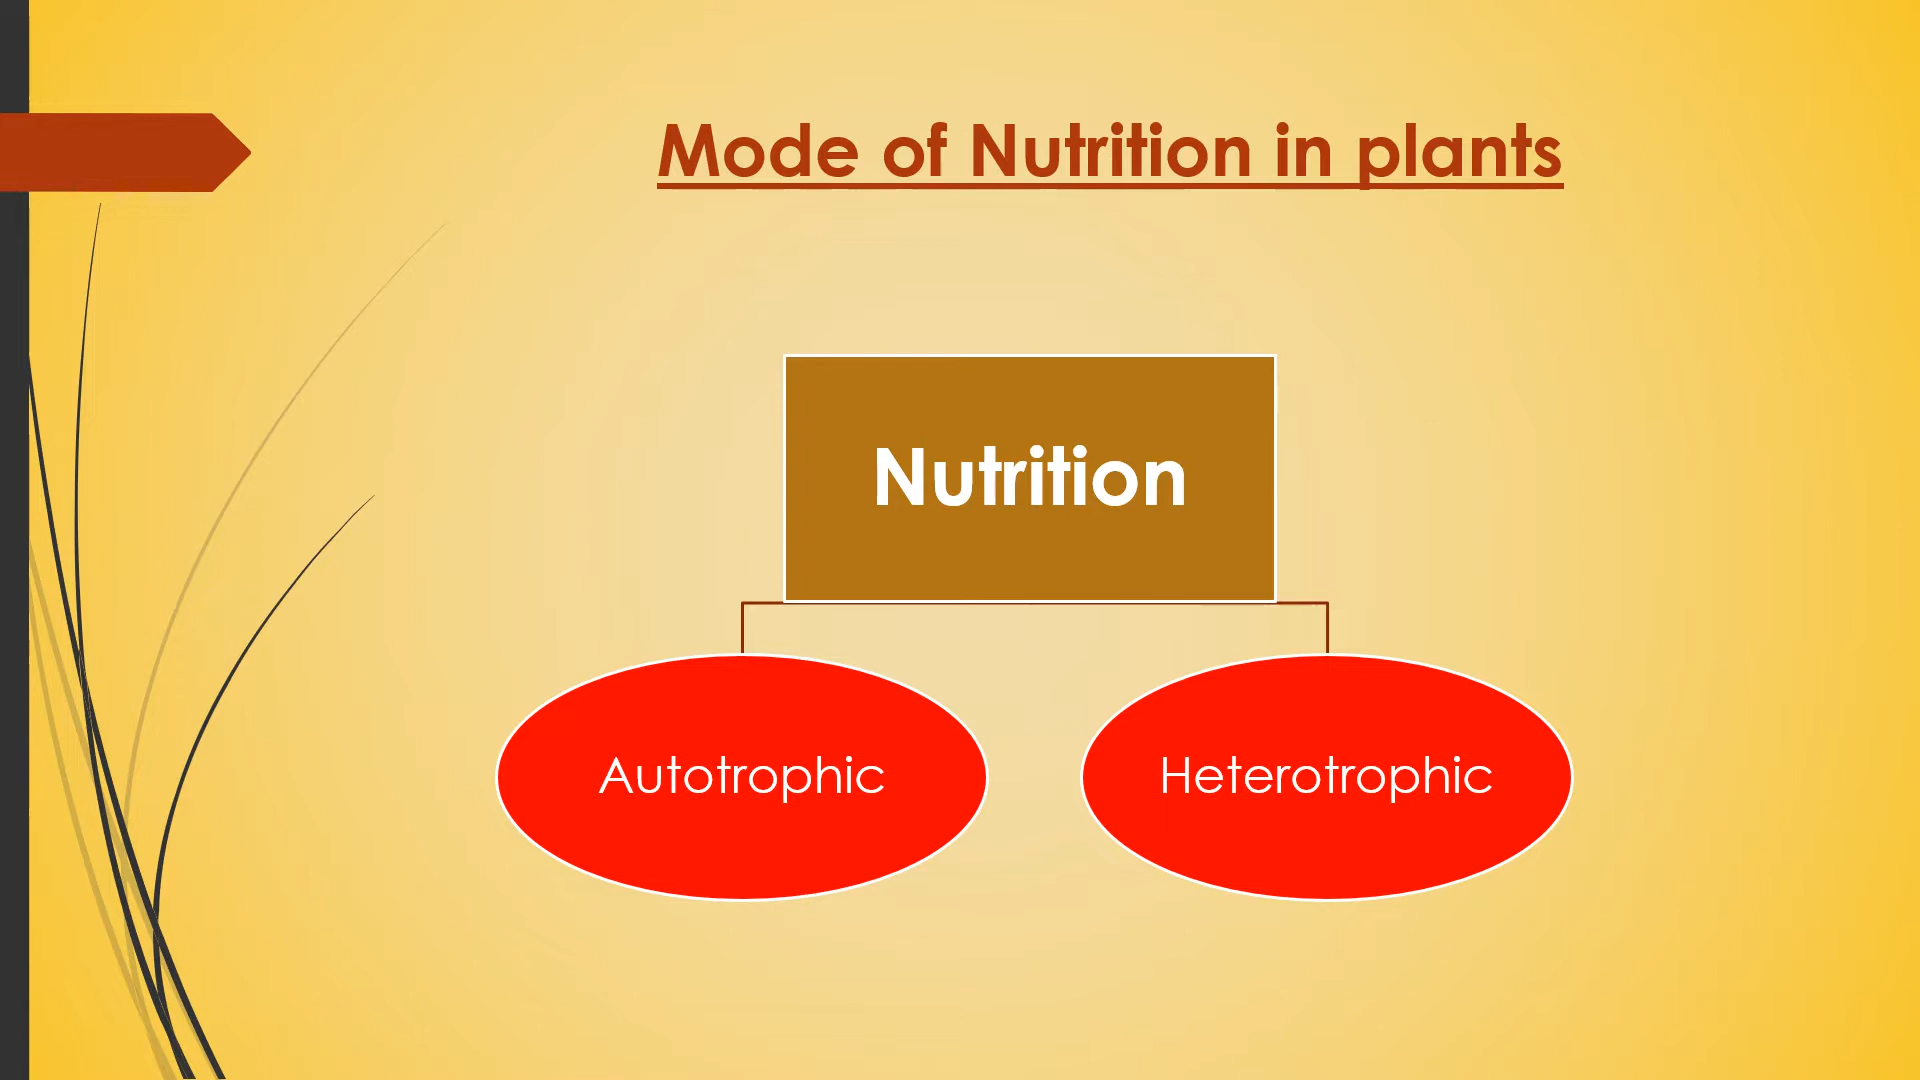 Mode of Nutrition in plants
Nutrition
Autotrophic
Heterotrophic